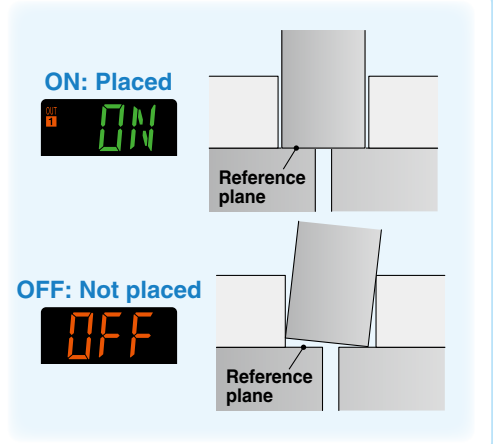 ON: Placed
OUT
1
ON
Reference
plane
OFF: Not placed
OFF
Reference
plane